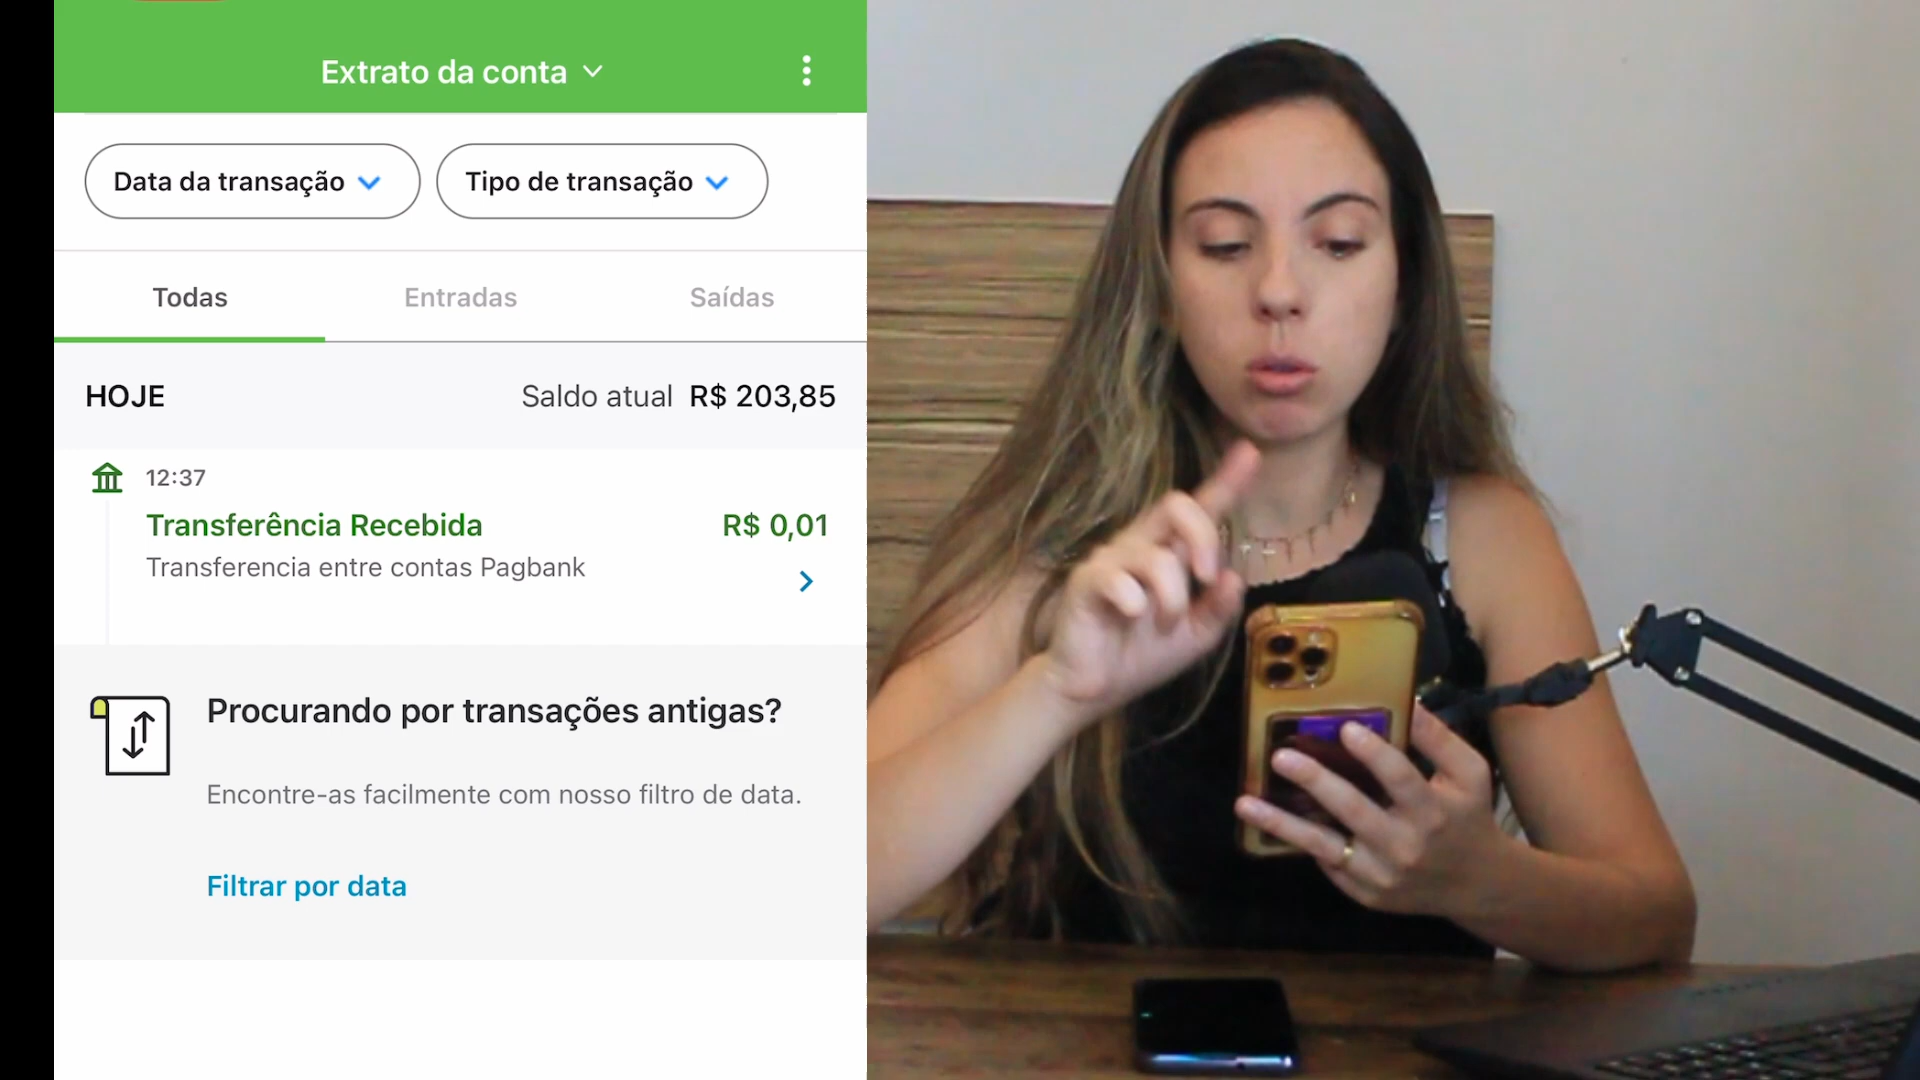 Extrato da conta
Data da transação
Tipo de transação
Todas
Entradas
Saídas
HOJE
Saldo atual R$ 203,85
12:37
Transferência Recebida
R$ 0,01
Transferencia entre contas Pagbank
Procurando por transações antigas?
Encontre-as facilmente com nosso filtro de data.
Filtrar por data